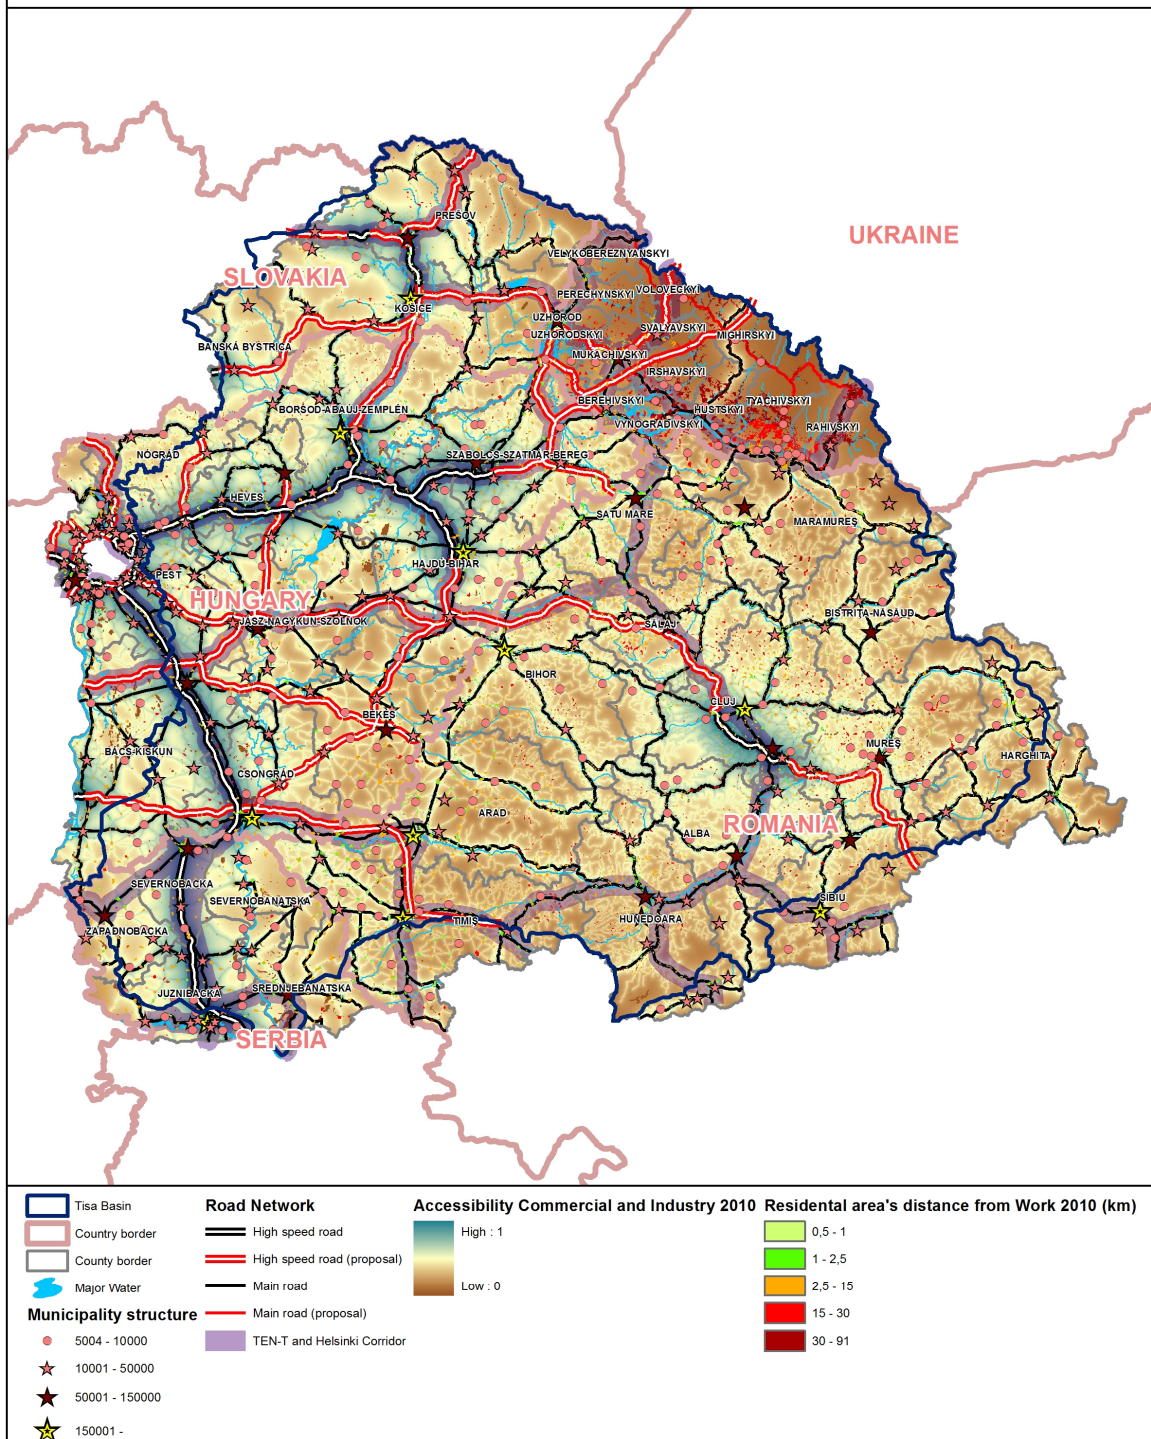 UKRAINE
PREŠOV
VELYKOBEREZNYANSKYI
SLOVAKIA
PERECHYNSKYI
VOLOVECKYI
KOŠICE
UZHOROD
UZHORODSKYI
SVALYAVSKYI
MIGHIRSKYI
BANSKÁ BYSTRICA
MUKACHIVSKYI
IRSHAVSKYI
BEREHIVSKYI
TYACHIVSKYI
BORSOD-ABAÚJ-ZEMPLÉN
HUSTSKYI
VYNOGRADIVSKYI
RAHIVSKYI
NÓGRÁD
SZABOLCS-SZATMÁR-BEREG
HEVES
SATU MARE
MARAMUREŞ
HAJDÚ-BIHAR
PEST
HUNGARY
JÁSZ-NAGYKUN-SZOLNOK
BISTRIŢA-NĂSĂUD
SĂLAJ
BIHOR
CLUJ
BÉKÉS
MUREŞ
BÁCS-KISKUN
HARGHITA
CSONGRÁD
ARAD
ROMANIA
ALBA
SEVERNOBACKA
SEVERNOBANATSKA
SIBIU
HUNEDOARA
TIMIŞ
ZAPADNOBACKA
SREDNJEBANATSKA
JUZNIBACKA
SERBIA
Tisa Basin
Country border
County border
Major Water
Municipality structure
5004 - 10000
10001 - 50000
50001 - 150000
150001 -
Road Network
High speed road
High speed road (proposal)
Main road
Main road (proposal)
TEN-T and Helsinki Corridor
Accessibility Commercial and Industry 2010
High : 1
Low : 0
Residental area's distance from Work 2010 (km)
0,5 - 1
1 - 2,5
2,5 - 15
15 - 30
30 - 91